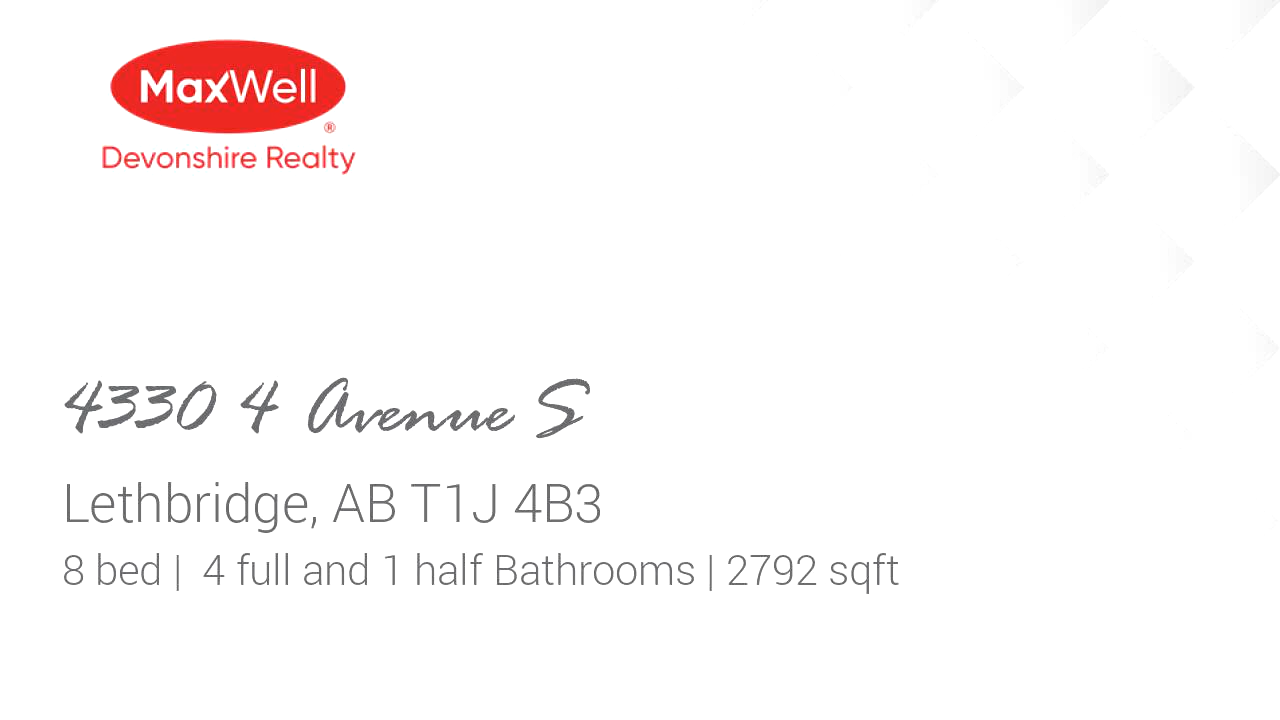 MaxWell
®
Devonshire Realty
4330 4 Avenue S
Lethbridge, AB T1J 4B3
8 bed |  4 full and 1 half Bathrooms | 2792 sqft